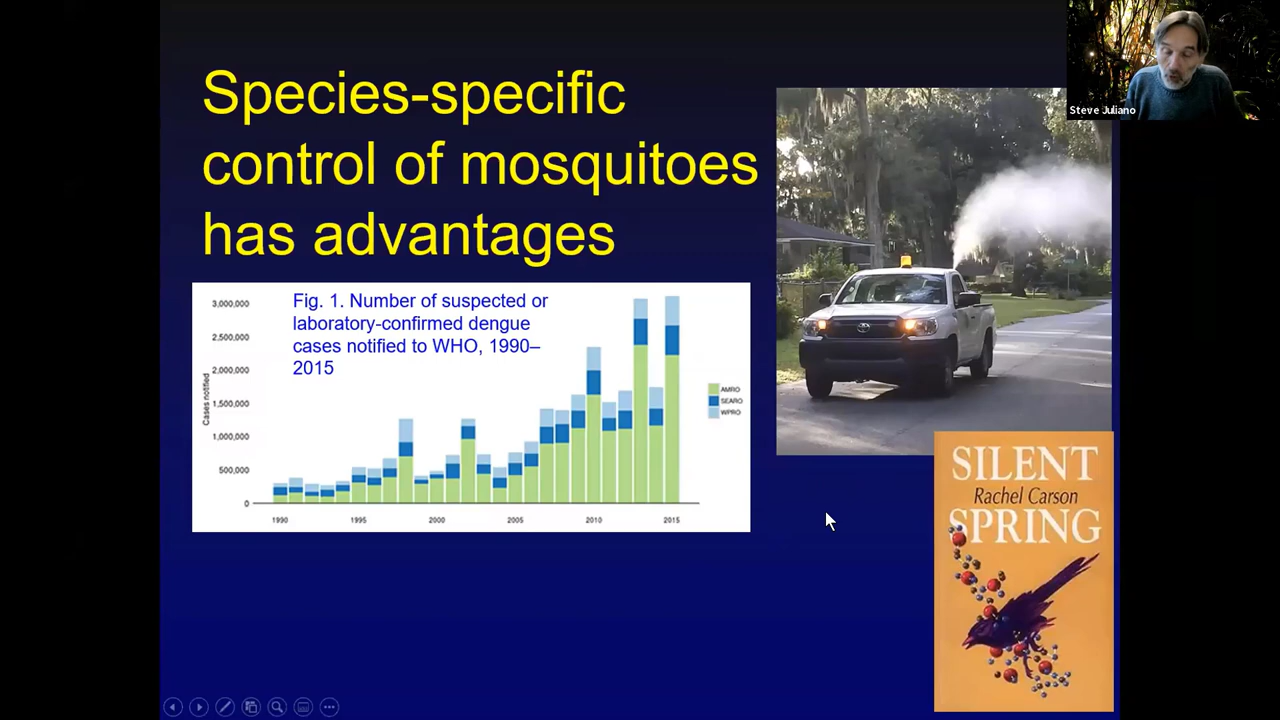 Species-specific
control of mosquitoes
has advantages
Steve Juliano
Fig. 1. Number of suspected or
laboratory-confirmed dengue
cases notified to WHO, 1990–
2015
Cases notified
3,000,000
2,500,000
2,000,000
1,500,000
1,000,000
500,000
0
1990
1995
2000
2005
2010
2015
AMRO
SEARO
WPRO
SILENT
Rachel Carson
SPRING